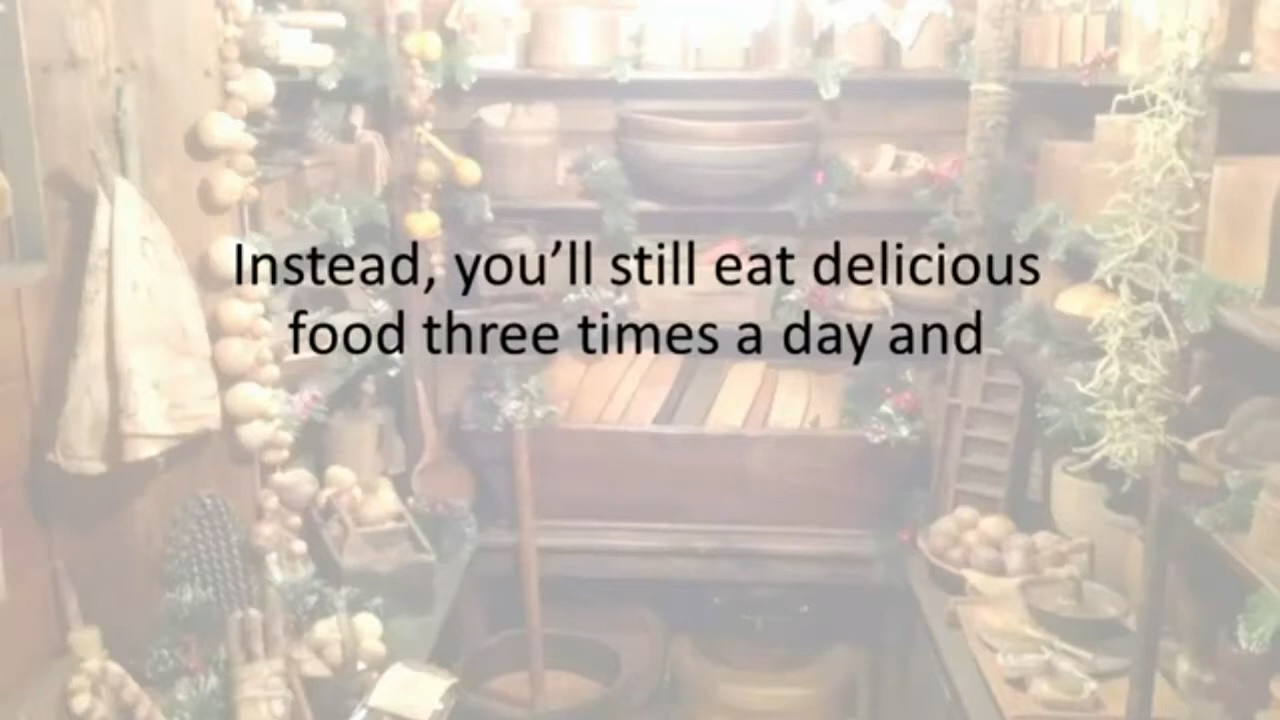 Instead, you’ll still eat delicious
food three times a day and